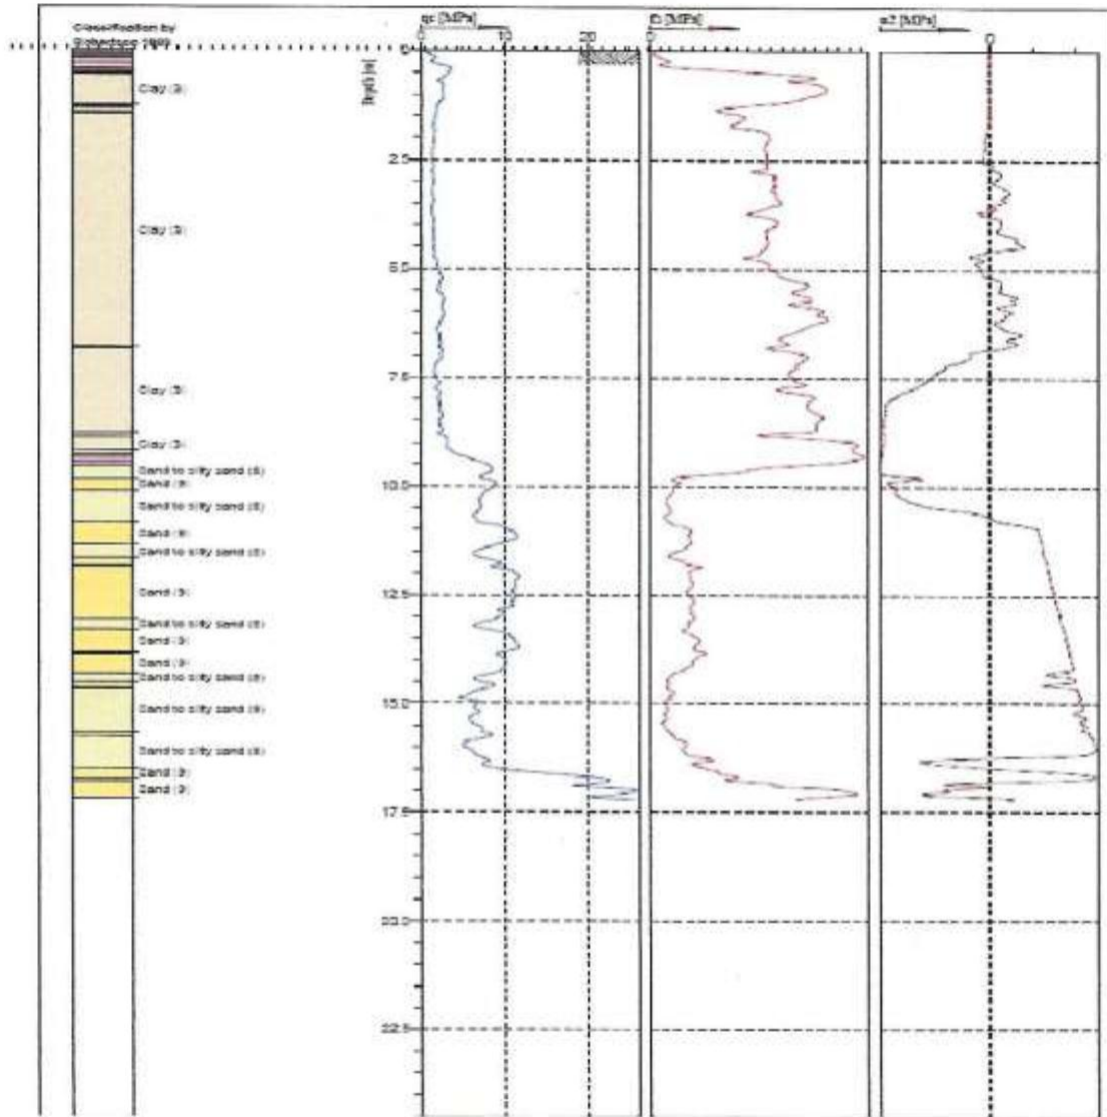 Classification by
Robertson 1986
qc [MPa]
fs [MPa]
u2 [MPa]
0
10
20
0
0
Depth [m]
Clay (3)
2.5
Clay (3)
5.5
7.5
Clay (3)
Clay (3)
Sand to silty sand (8)
Sand (9)
10.0
Sand to silty sand (8)
Sand (9)
Sand to silty sand (8)
Sand (9)
12.5
Sand to silty sand (8)
Sand (9)
Sand (9)
Sand to silty sand (8)
15.0
Sand to silty sand (8)
Sand to silty sand (8)
Sand (9)
Sand (9)
17.5
20.0
22.5